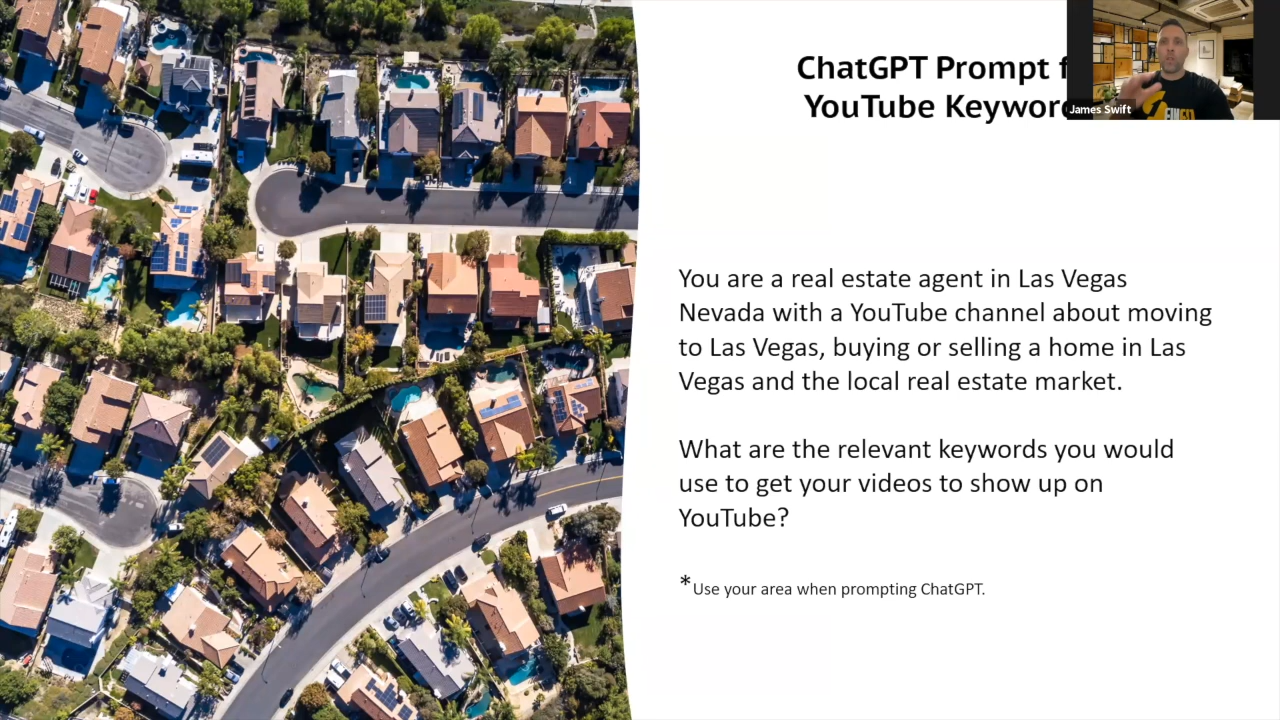 ChatGPT Prompt
YouTube
James Swift
You are a real estate agent in Las Vegas
Nevada with a YouTube channel about moving
to Las Vegas, buying or selling a home in Las
Vegas and the local real estate market.
What are the relevant keywords you would
use to get your videos to show up on
YouTube?
*Use your area when prompting ChatGPT.